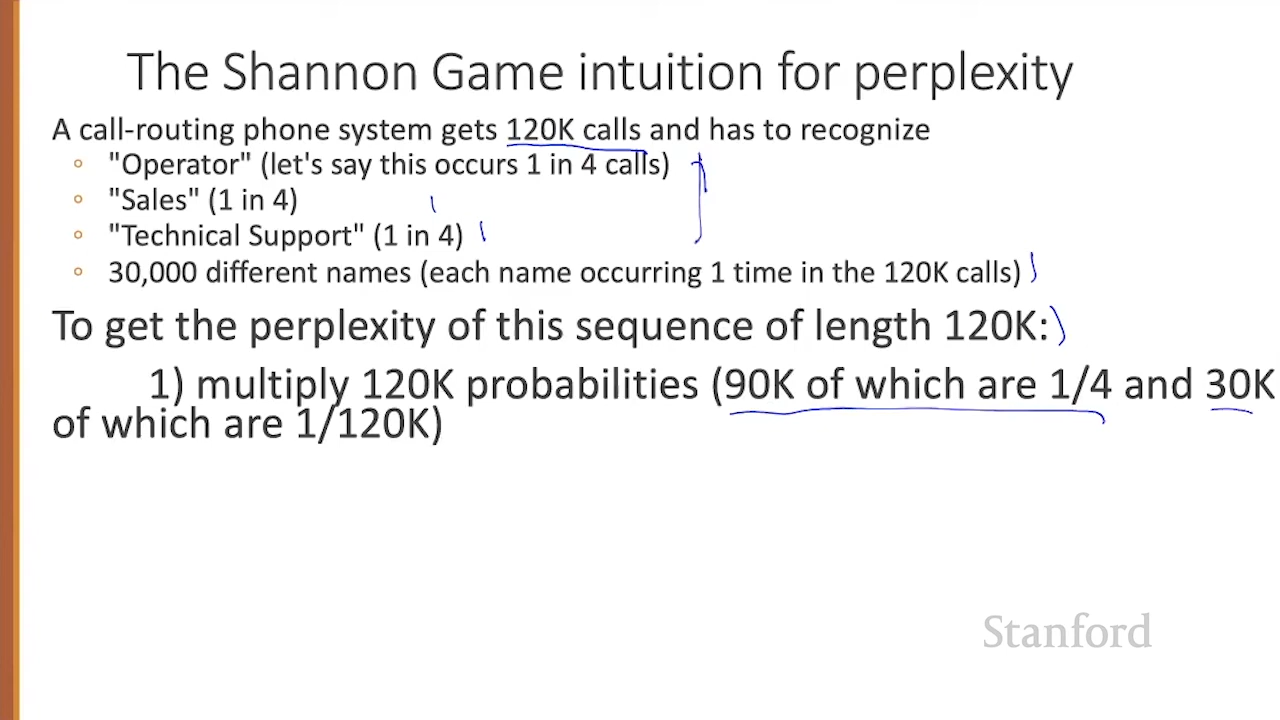 The Shannon Game intuition for perplexity
A call-routing phone system gets 120K calls and has to recognize
◦ "Operator" (let's say this occurs 1 in 4 calls)
◦ "Sales" (1 in 4)
◦ "Technical Support" (1 in 4)
◦ 30,000 different names (each name occurring 1 time in the 120K calls)
To get the perplexity of this sequence of length 120K:
1) multiply 120K probabilities (90K of which are 1/4 and 30K
of which are 1/120K)
Stanford